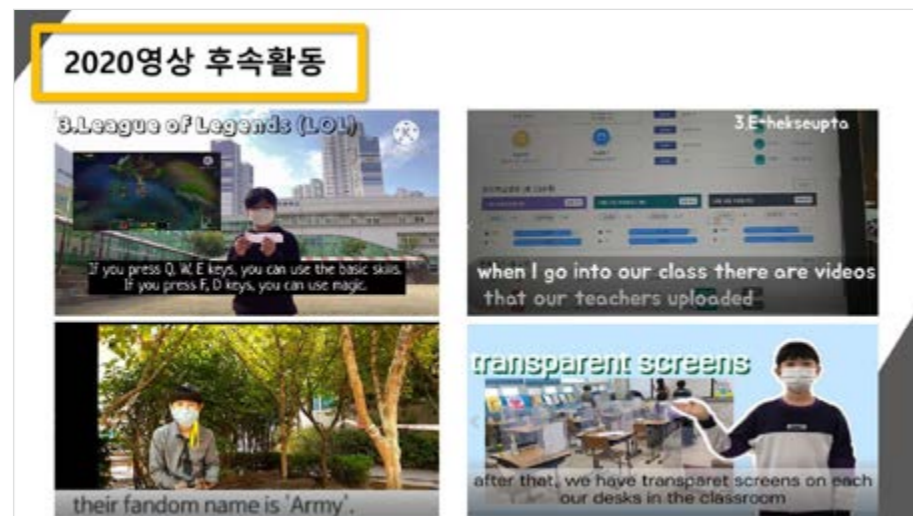 2020영상 후속활동
3.League of Legends (LOL)
If you press Q, W, E keys, you can use the basic skills.
If you press F, D keys, you can use magic.
3.E-hekseupta
when I go into our class there are videos
that our teachers uploaded
their fandom name is 'Army'.
transparent screens
after that, we have transparet screens on each
our desks in the classroom